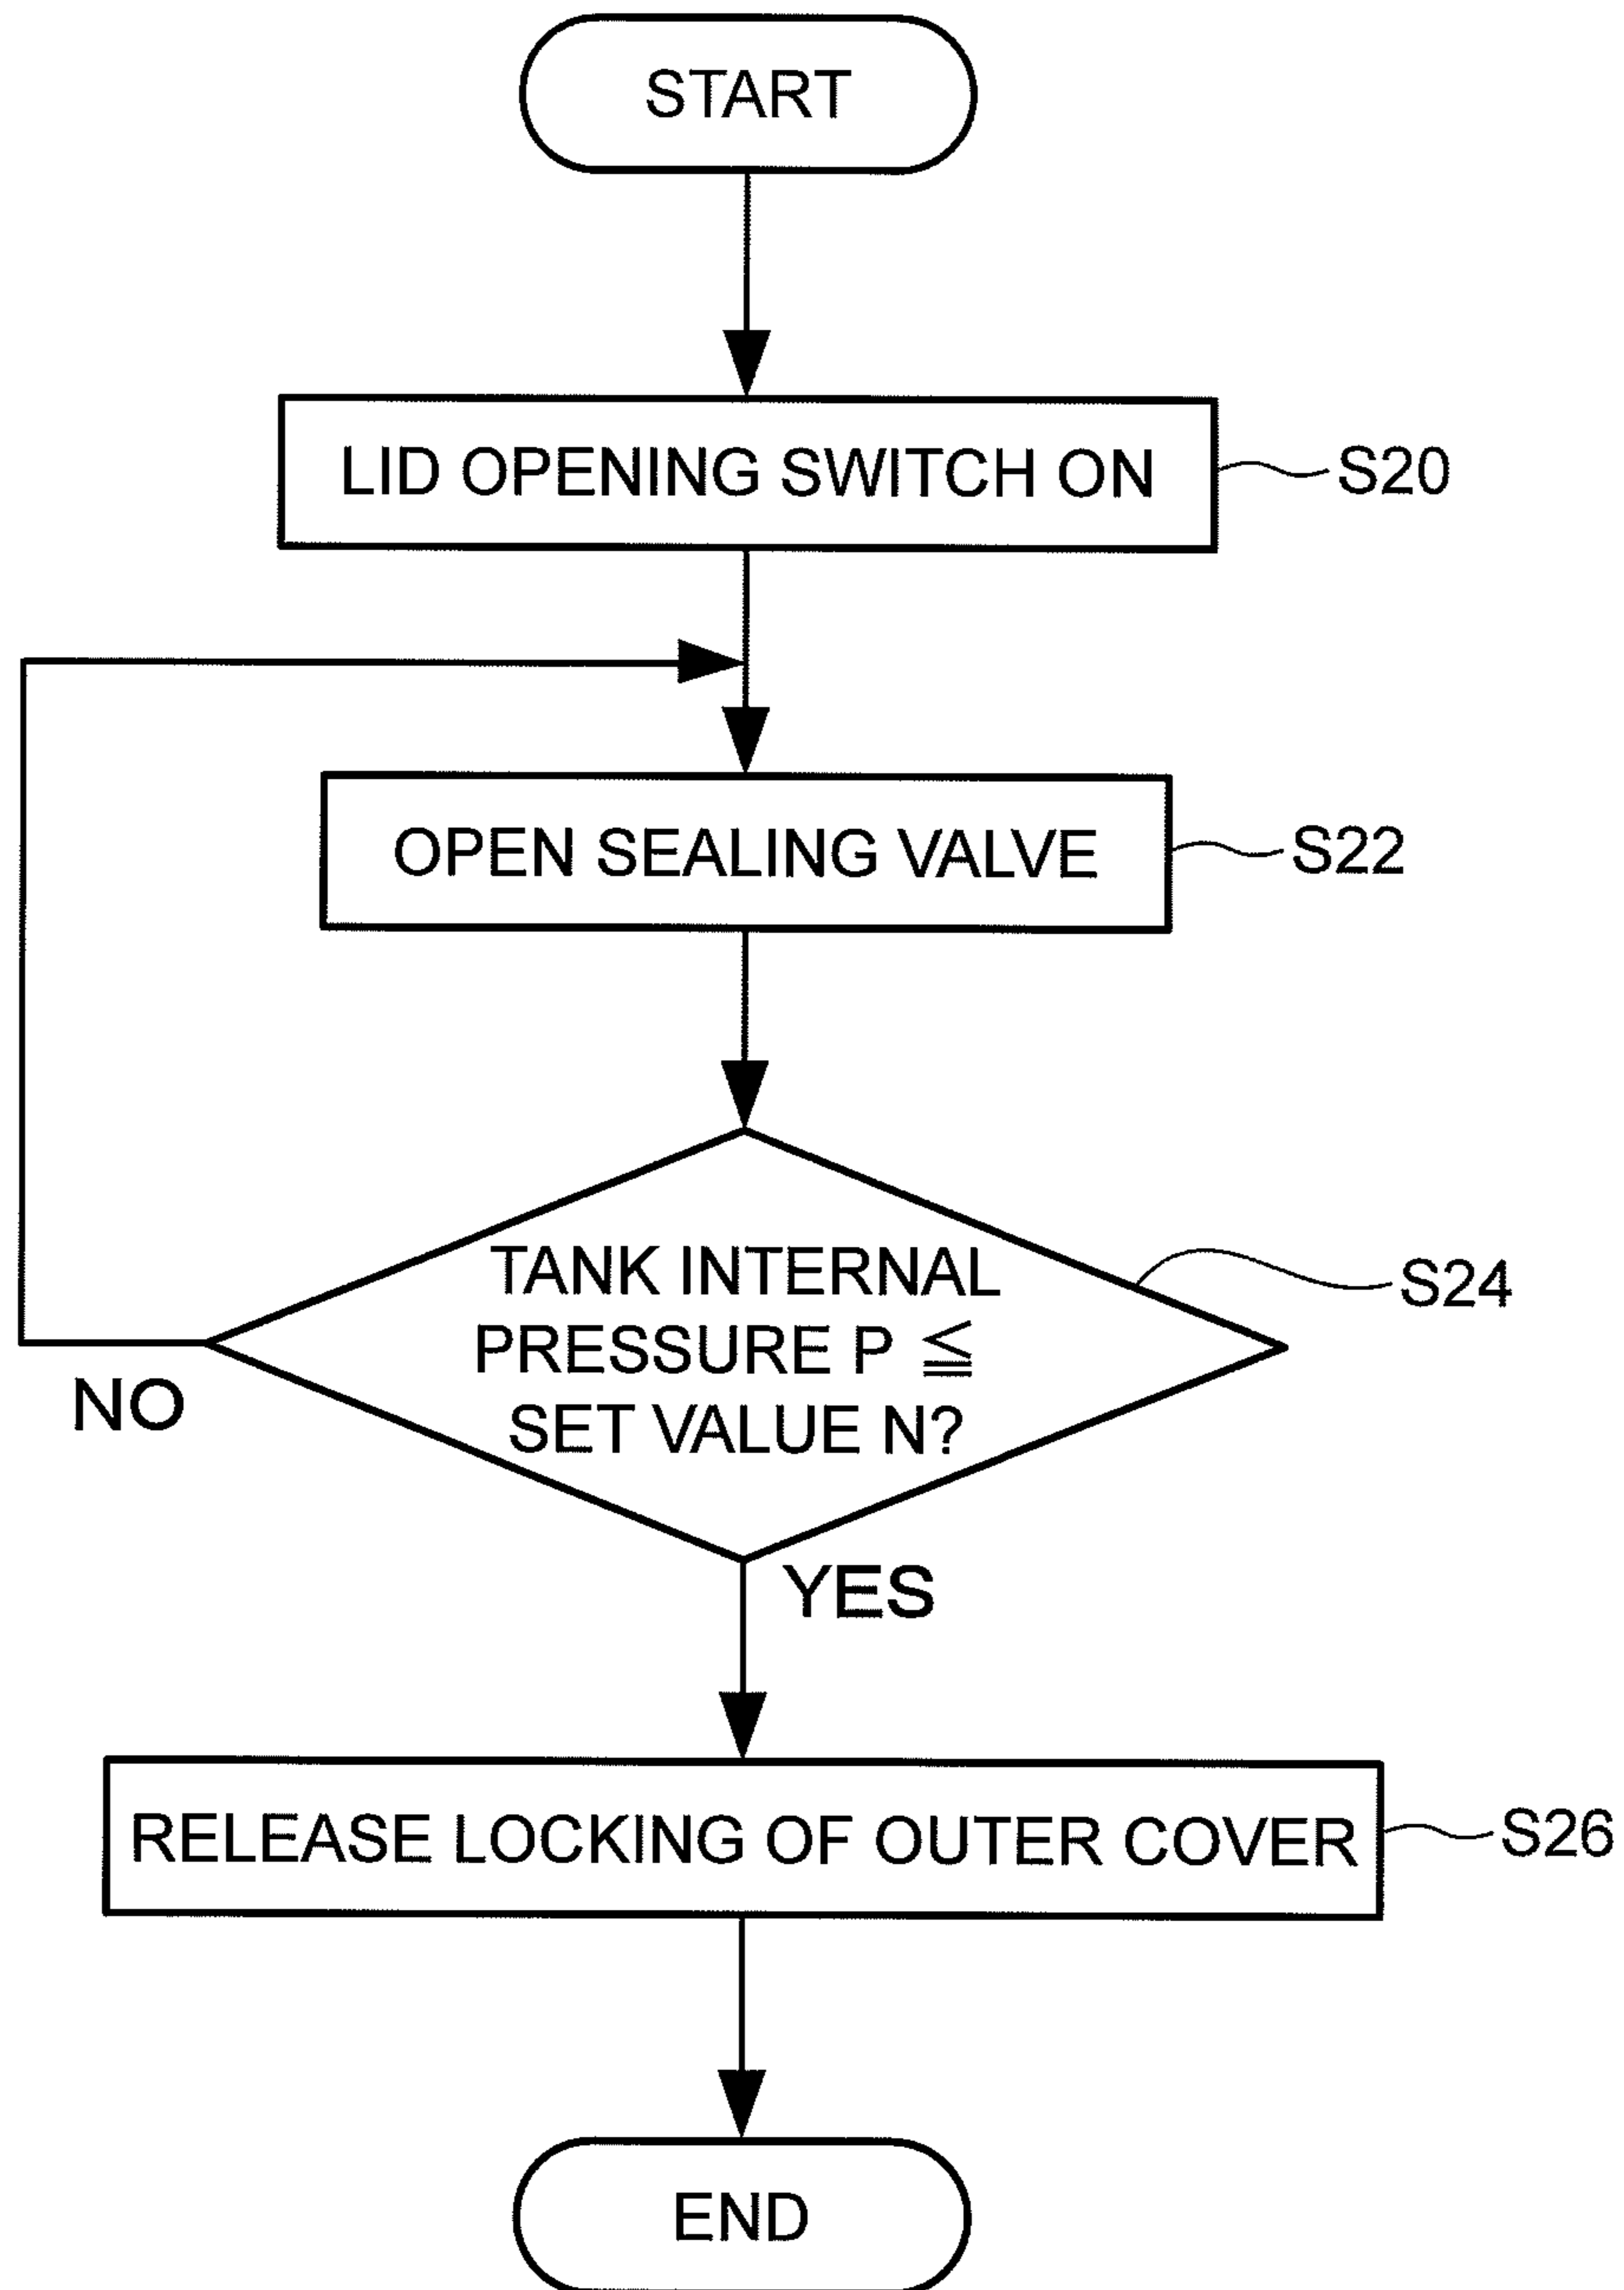 START
LID OPENING SWITCH ON
S20
OPEN SEALING VALVE
S22
TANK INTERNAL
PRESSURE P ≦
SET VALUE N?
S24
NO
YES
RELEASE LOCKING OF OUTER COVER
S26
END